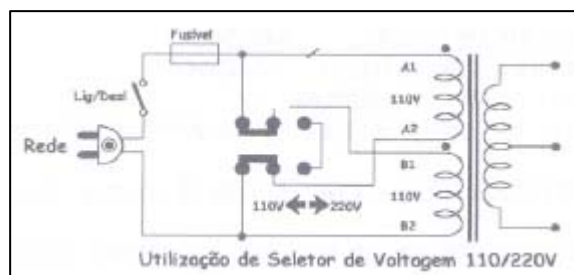 Fusível
A1
Lig/Desl
110V
Rede
A2
B1
110V
110V
220V
B2
Utilização de Seletor de Voltagem 110/220V